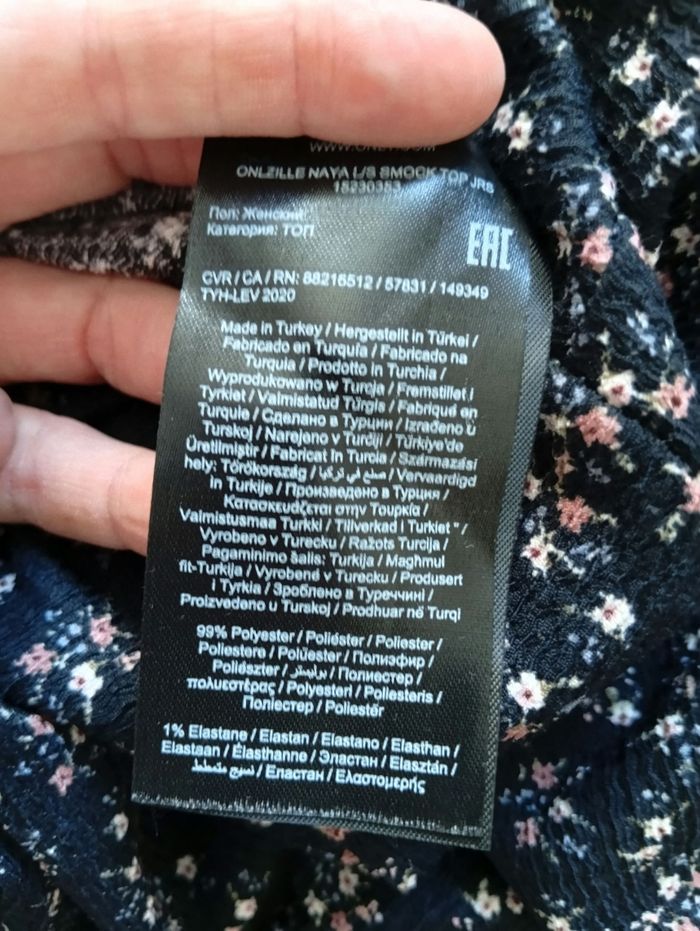 ONLZILLE NAYA L/S SMOCK TOP JRS
15230353
Пол: Женский
Категория: ТОП
EAC
CVR / CA / RN: 88216512 / 57831 / 149349
TYH-LEV 2020
Made in Turkey / Hergestellt in Türkei /
Fabricado en Turquía / Fabricado na
Turquia / Prodotto in Turchia /
Wyprodukowano w Turcja / Fremstillet i
Tyrkiet / Valmistatud Türgis / Fabriqué en
Turquie / Сделано в Турции / Izrađeno u
Turskoj / Narejeno v Turčiji / Türkiye'de
Üretilmiştir / Fabricat în Turcia / Származási
hely: Törökország / صنع في تركيا / Vervaardigd
in Turkije / Произведено в Турция /
Κατασκευάζεται στην Τουρκία /
Valmistusmaa Turkki / Tillverkad i Turkiet " /
Vyrobeno v Turecku / Ražots Turcija /
Pagaminimo šalis: Turkija / Magħmul
fit-Turkija / Vyrobené v Turecku / Produsert
i Tyrkia / Зроблено в Туреччині /
Proizvedeno u Turskoj / Prodhuar në Turqi
99% Polyester / Poliéster / Poliester /
Poliestere / Polüester / Полиэфир /
Poliészter / بوليستر / Полиестер /
πολυεστέρας / Polyesteri / Poliesteris /
Поліестер / Poliestër
1% Elastane / Elastan / Elastano / Elasthan /
Elastaan / Élasthanne / Эластан / Elasztán /
نسيج متمطط / Еластан / Ελαστομερής